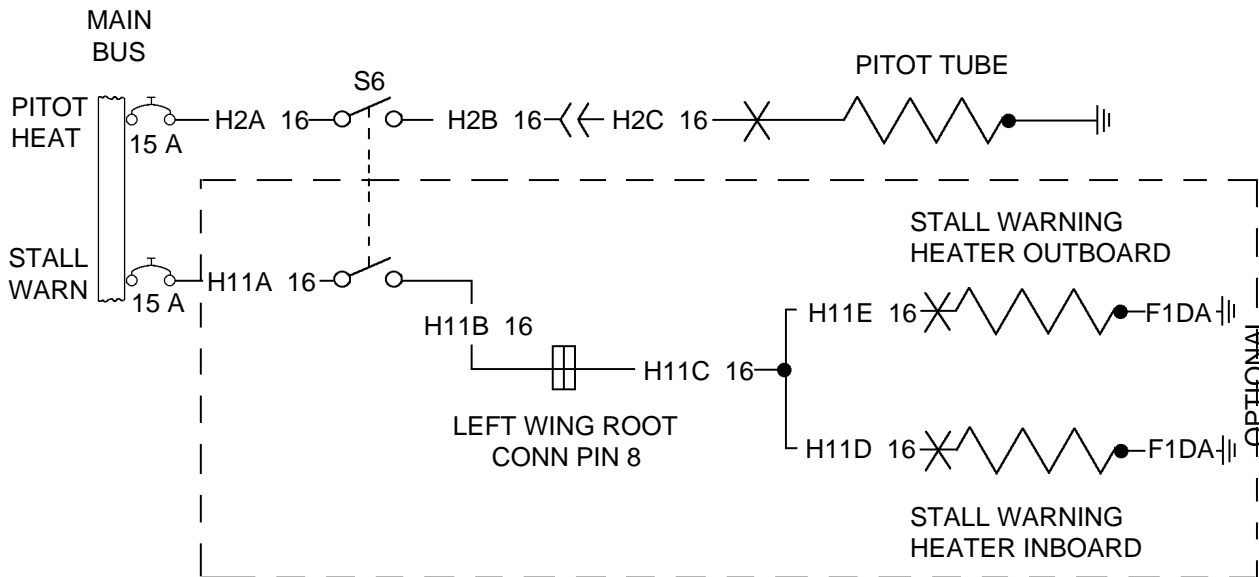 MAIN
BUS
S6
PITOT TUBE
PITOT
HEAT
15 A
H2A 16
H2B 16
H2C 16
STALL
WARN
15 A
H11A 16
H11B 16
LEFT WING ROOT
CONN PIN 8
H11C 16
STALL WARNING
HEATER OUTBOARD
H11E 16
F1DA
H11D 16
F1DA
STALL WARNING
HEATER INBOARD
OPTIONAL